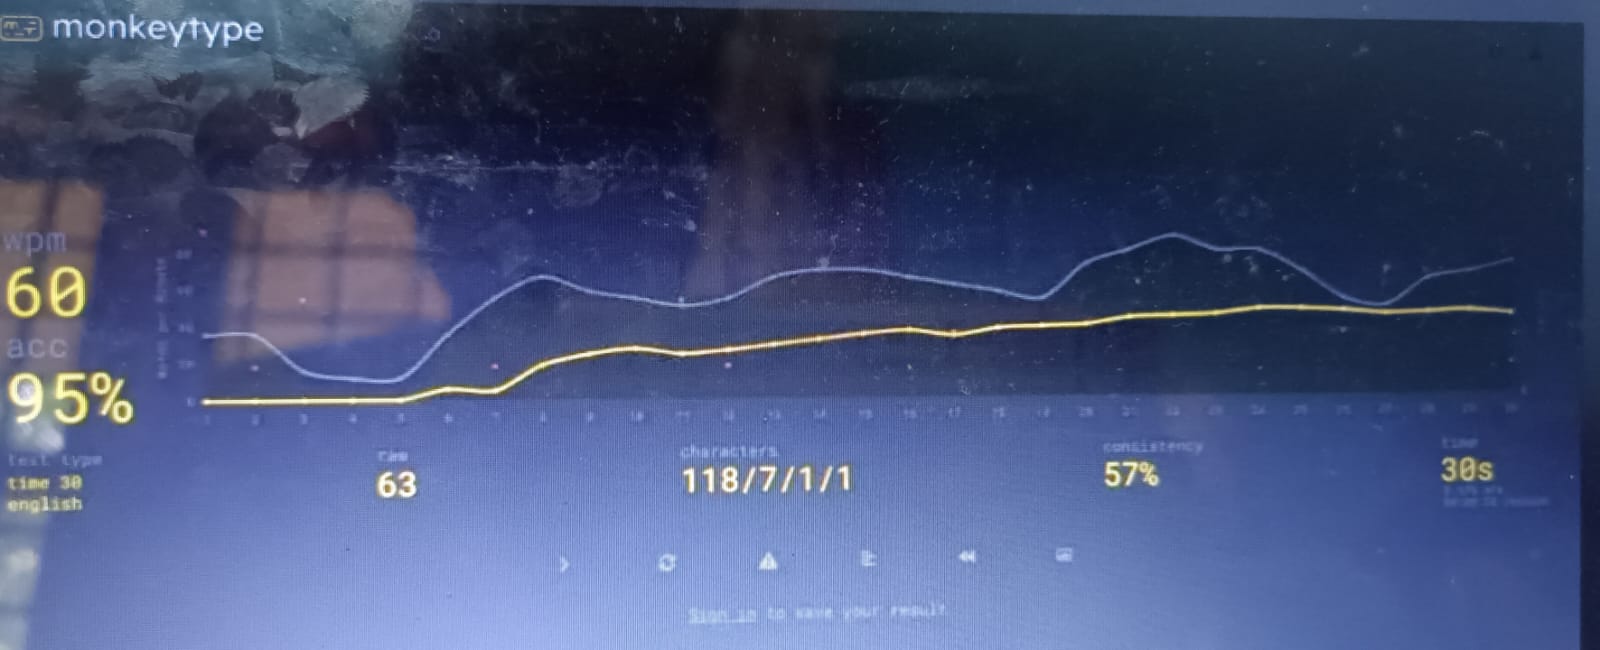 monkeytype
wpm
60
acc
95%
test type
time 30
english
raw
63
characters
118/7/1/1
consistency
57%
time
30s
Sign in to save your result